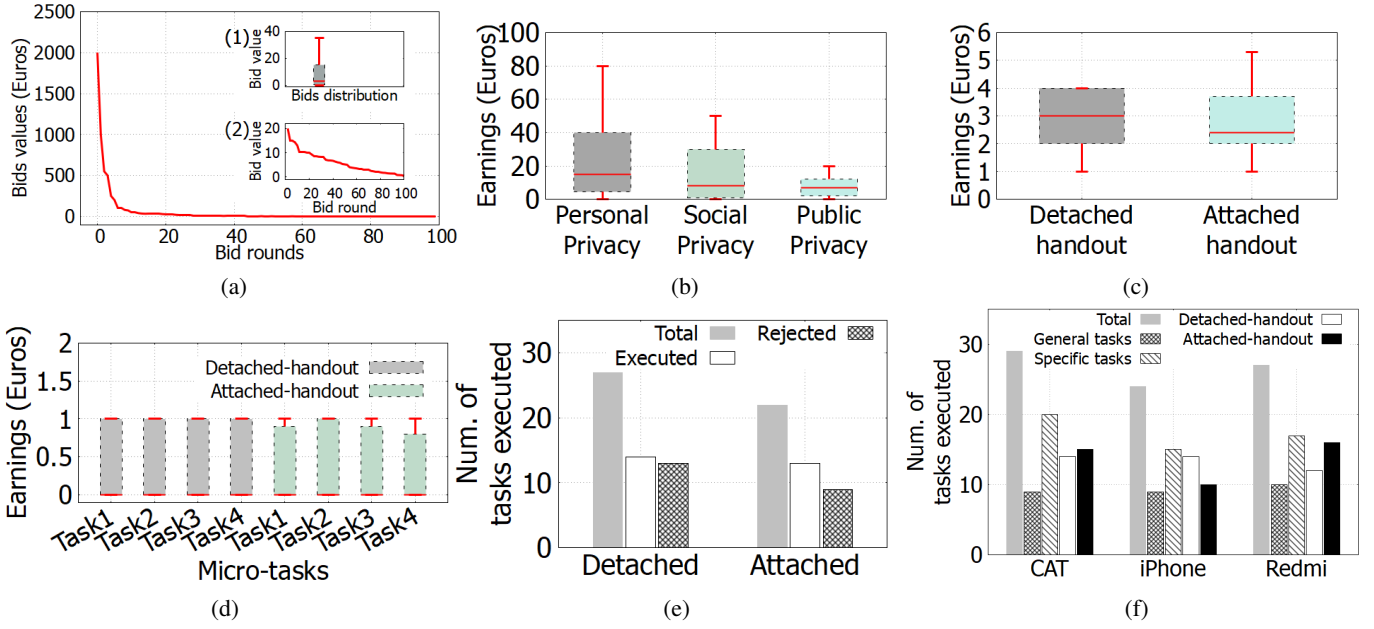 2500
2000
1500
1000
500
0
Bids values (Euros)
0 20 40 60 80 100
Bid rounds
(1)
40
20
0
Bid value
Bids distribution
(2)
20
10
0
Bid value
0 20 40 60 80 100
Bid round
(a)
100
80
60
40
20
0
Earnings (Euros)
Personal Social Public
Privacy Privacy Privacy
(b)
6
5
4
3
2
1
0
Earnings (Euros)
Detached Attached
handout handout
(c)
2
1.5
1
0.5
0
Earnings (Euros)
Detached-handout
Attached-handout
Task1 Task2 Task3 Task4 Task1 Task2 Task3 Task4
Micro-tasks
(d)
30
20
10
0
Num. of
tasks executed
Total Rejected
Executed
Detached Attached
(e)
30
20
10
0
Num. of
tasks executed
Total Detached-handout
General tasks Attached-handout
Specific tasks
CAT iPhone Redmi
(f)